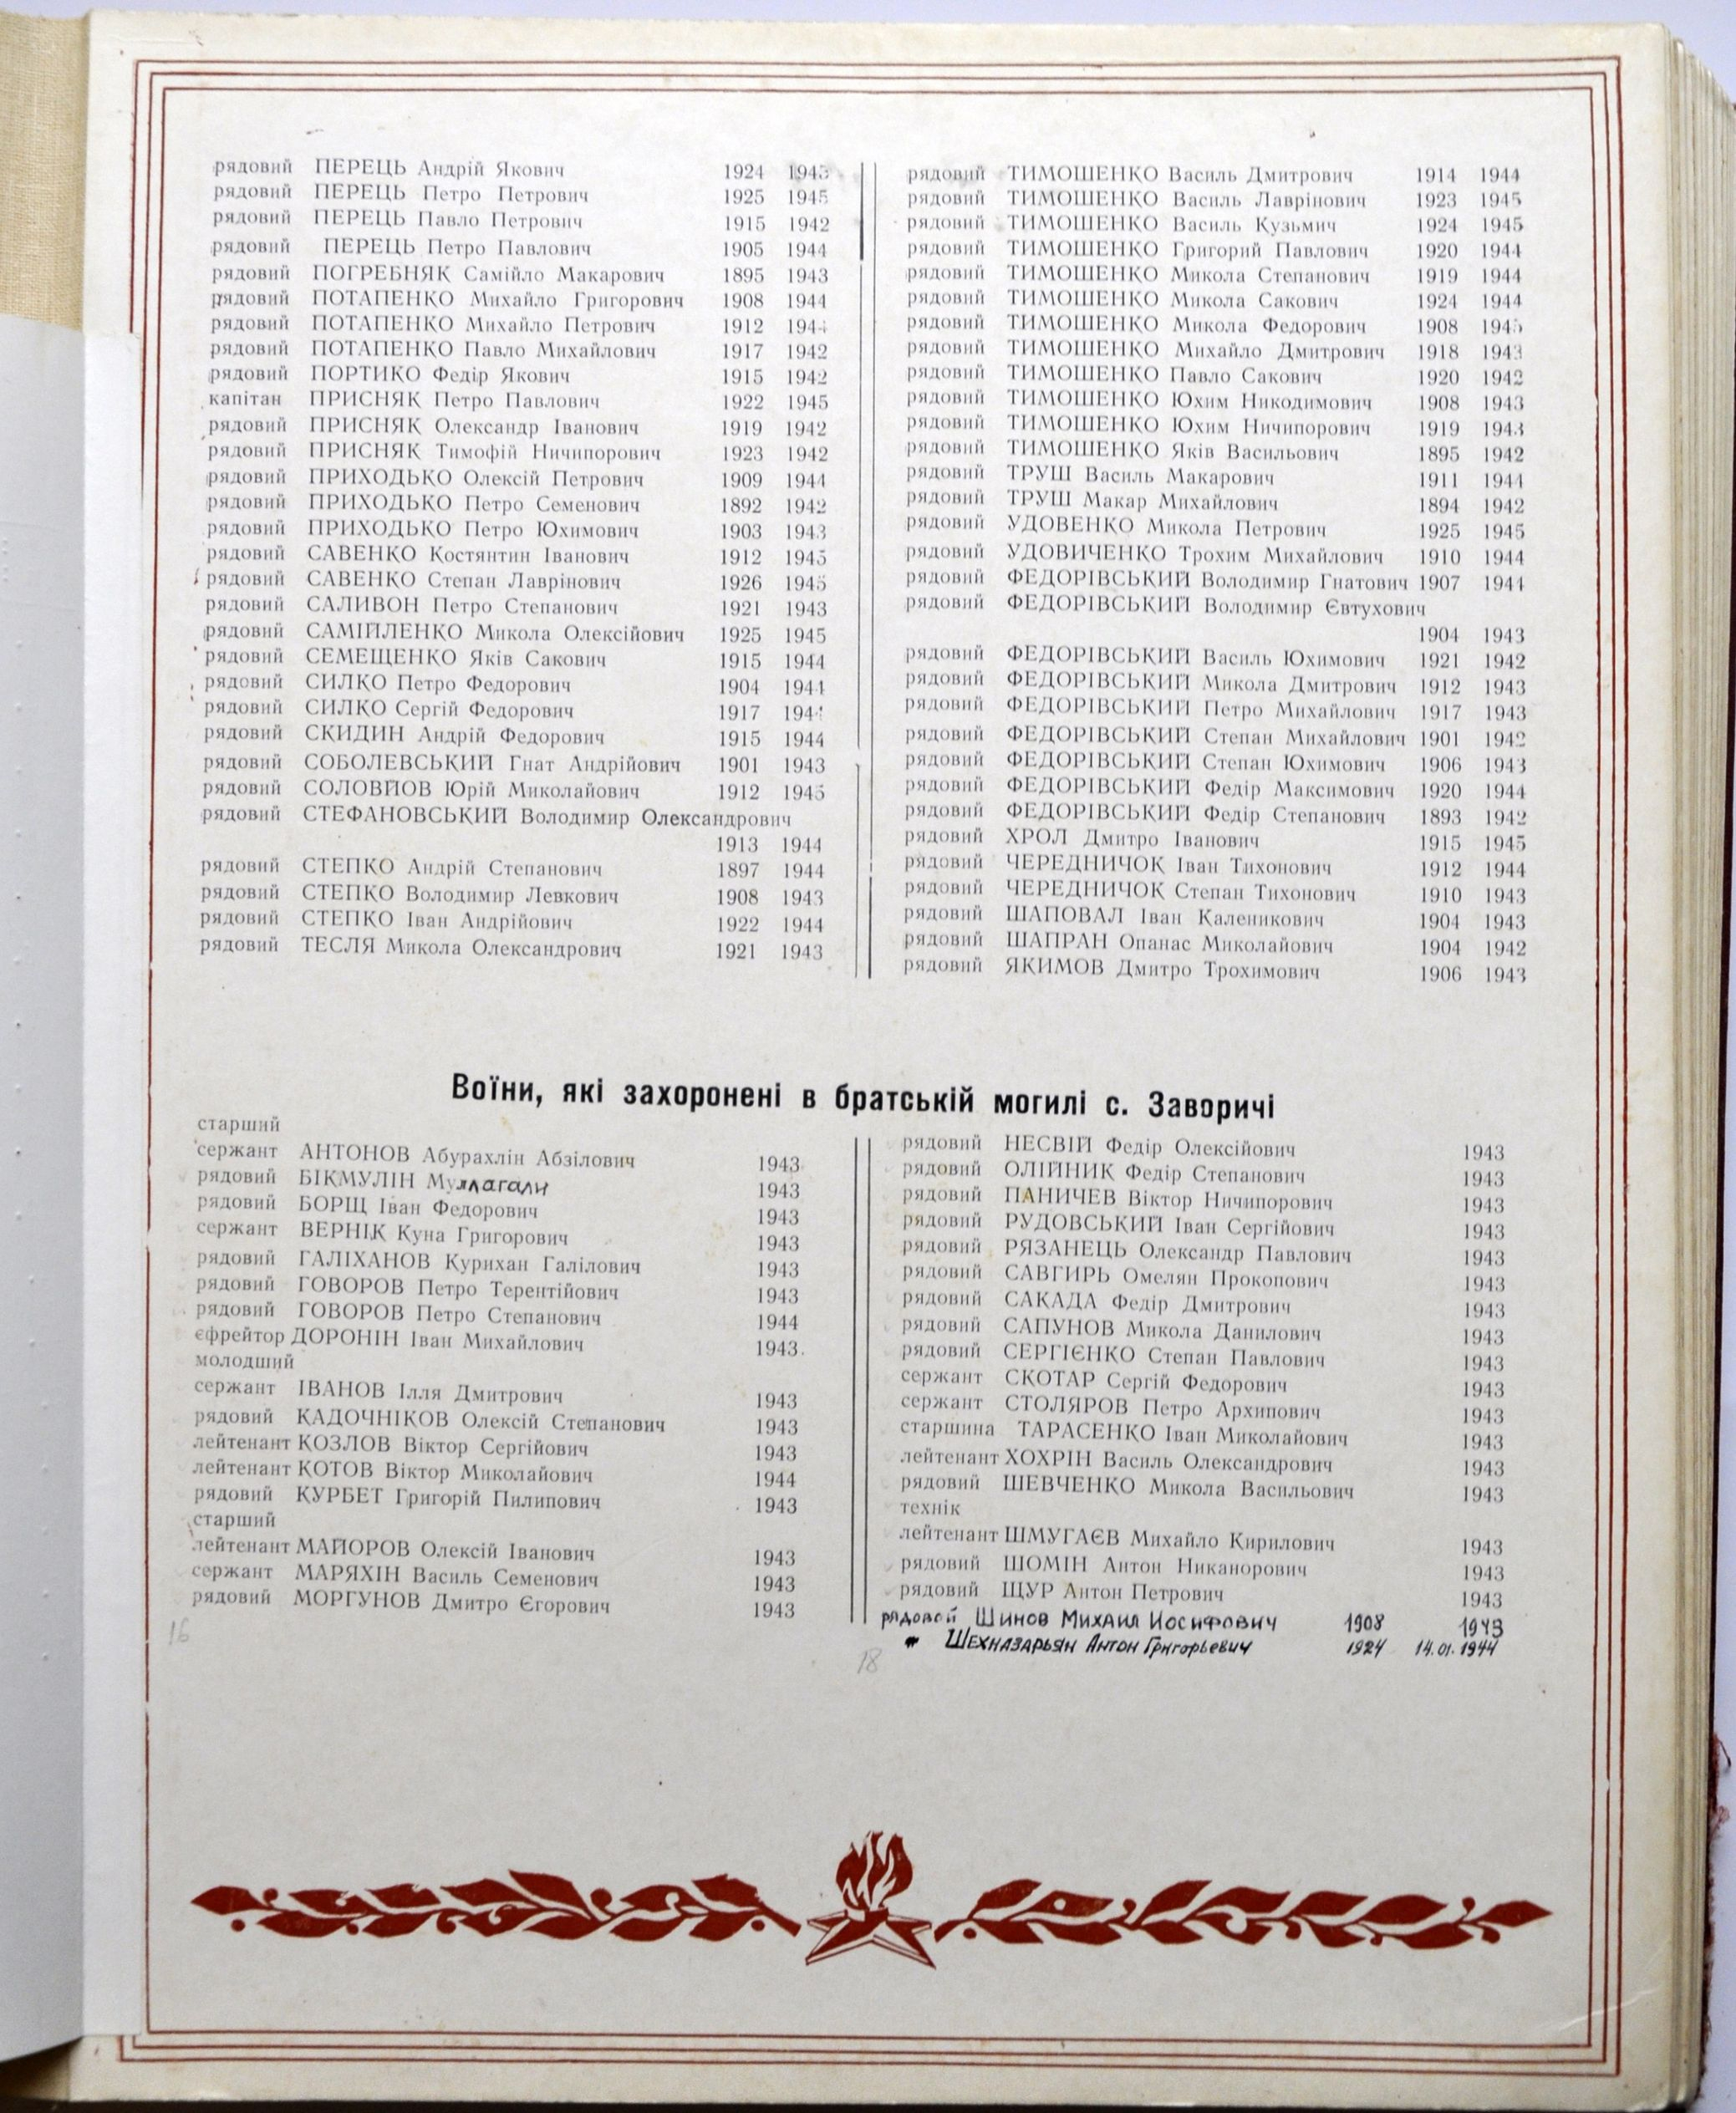 рядовий ПЕРЕЦЬ Андрій Якович 1924 1943
рядовий ПЕРЕЦЬ Петро Петрович 1925 1945
рядовий ПЕРЕЦЬ Павло Петрович 1915 1942
рядовий ПЕРЕЦЬ Петро Павлович 1905 1944
рядовий ПОГРЕБНЯК Самійло Макарович 1895 1943
рядовий ПОТАПЕНКО Михайло Григорович 1908 1944
рядовий ПОТАПЕНКО Михайло Петрович 1912 1944
рядовий ПОТАПЕНКО Павло Михайлович 1917 1942
рядовий ПОРТИКО Федір Якович 1915 1942
капітан ПРИСНЯК Петро Павлович 1922 1945
рядовий ПРИСНЯК Олександр Іванович 1919 1942
рядовий ПРИСНЯК Тимофій Ничипорович 1923 1942
рядовий ПРИХОДЬКО Олексій Петрович 1909 1944
рядовий ПРИХОДЬКО Петро Семенович 1892 1942
рядовий ПРИХОДЬКО Петро Юхимович 1903 1943
рядовий САВЕНКО Костянтин Іванович 1912 1945
рядовий САВЕНКО Степан Лаврінович 1926 1945
рядовий САЛИВОН Петро Степанович 1921 1943
рядовий САМІЙЛЕНКО Микола Олексійович 1925 1945
рядовий СЕМЕЩЕНКО Яків Сакович 1915 1944
рядовий СИЛКО Петро Федорович 1904 1944
рядовий СИЛКО Сергій Федорович 1917 1944
рядовий СКИДИН Андрій Федорович 1915 1944
рядовий СОБОЛЕВСЬКИЙ Гнат Андрійович 1901 1943
рядовий СОЛОВЙОВ Юрій Миколайович 1912 1945
рядовий СТЕФАНОВСЬКИЙ Володимир Олександрович
1913 1944
рядовий СТЕПКО Андрій Степанович 1897 1944
рядовий СТЕПКО Володимир Левкович 1908 1943
рядовий СТЕПКО Іван Андрійович 1922 1944
рядовий ТЕСЛЯ Микола Олександрович 1921 1943
рядовий ТИМОШЕНКО Василь Дмитрович 1914 1944
рядовий ТИМОШЕНКО Василь Лаврінович 1923 1945
рядовий ТИМОШЕНКО Василь Кузьмич 1924 1945
рядовий ТИМОШЕНКО Григорий Павлович 1920 1944
рядовий ТИМОШЕНКО Микола Степанович 1919 1944
рядовий ТИМОШЕНКО Микола Сакович 1924 1944
рядовий ТИМОШЕНКО Микола Федорович 1908 1945
рядовий ТИМОШЕНКО Михайло Дмитрович 1918 1943
рядовий ТИМОШЕНКО Павло Сакович 1920 1942
рядовий ТИМОШЕНКО Юхим Никодимович 1908 1943
рядовий ТИМОШЕНКО Юхим Ничипорович 1919 1943
рядовий ТИМОШЕНКО Яків Васильович 1895 1942
рядовий ТРУШ Василь Макарович 1911 1944
рядовий ТРУШ Макар Михайлович 1894 1942
рядовий УДОВЕНКО Микола Петрович 1925 1945
рядовий УДОВИЧЕНКО Трохим Михайлович 1910 1944
рядовий ФЕДОРІВСЬКИЙ Володимир Гнатович 1907 1944
рядовий ФЕДОРІВСЬКИЙ Володимир Євтухович
1904 1943
рядовий ФЕДОРІВСЬКИЙ Василь Юхимович 1921 1942
рядовий ФЕДОРІВСЬКИЙ Микола Дмитрович 1912 1943
рядовий ФЕДОРІВСЬКИЙ Петро Михайлович 1917 1943
рядовий ФЕДОРІВСЬКИЙ Степан Михайлович 1901 1942
рядовий ФЕДОРІВСЬКИЙ Степан Юхимович 1906 1943
рядовий ФЕДОРІВСЬКИЙ Федір Максимович 1920 1944
рядовий ФЕДОРІВСЬКИЙ Федір Степанович 1893 1942
рядовий ХРОЛ Дмитро Іванович 1915 1945
рядовий ЧЕРЕДНИЧОК Іван Тихонович 1912 1944
рядовий ЧЕРЕДНИЧОК Степан Тихонович 1910 1943
рядовий ШАПОВАЛ Іван Каленикович 1904 1943
рядовий ШАПРАН Опанас Миколайович 1904 1942
рядовий ЯКИМОВ Дмитро Трохимович 1906 1943
Воїни, які захоронені в братській могилі с. Заворичі
старший
сержант АНТОНОВ Абурахлін Абзілович 1943
рядовий БІКМУЛІН Муллагали 1943
рядовий БОРЩ Іван Федорович 1943
сержант ВЕРНІК Куна Григорович 1943
рядовий ГАЛІХАНОВ Курихан Галілович 1943
рядовий ГОВОРОВ Петро Терентійович 1943
рядовий ГОВОРОВ Петро Степанович 1944
єфрейтор ДОРОНІН Іван Михайлович 1943
молодший
сержант ІВАНОВ Ілля Дмитрович 1943
рядовий КАДОЧНІКОВ Олексій Степанович 1943
лейтенант КОЗЛОВ Віктор Сергійович 1943
лейтенант КОТОВ Віктор Миколайович 1944
рядовий КУРБЕТ Григорій Пилипович 1943
старший
лейтенант МАЙОРОВ Олексій Іванович 1943
сержант МАРЯХІН Василь Семенович 1943
рядовий МОРГУНОВ Дмитро Єгорович 1943
16
рядовий НЕСВІЙ Федір Олексійович 1943
рядовий ОЛІЙНИК Федір Степанович 1943
рядовий ПАНИЧЕВ Віктор Ничипорович 1943
рядовий РУДОВСЬКИЙ Іван Сергійович 1943
рядовий РЯЗАНЕЦЬ Олександр Павлович 1943
рядовий САВГИРЬ Омелян Прокопович 1943
рядовий САКАДА Федір Дмитрович 1943
рядовий САПУНОВ Микола Данилович 1943
рядовий СЕРГІЄНКО Степан Павлович 1943
сержант СКОТАР Сергій Федорович 1943
сержант СТОЛЯРОВ Петро Архипович 1943
старшина ТАРАСЕНКО Іван Миколайович 1943
лейтенант ХОХРІН Василь Олександрович 1943
рядовий ШЕВЧЕНКО Микола Васильович 1943
технік
лейтенант ШМУГАЄВ Михайло Кирилович 1943
рядовий ШОМІН Антон Никанорович 1943
рядовий ЩУР Антон Петрович 1943
рядовой Шинов Михаил Иосифович 1908 1943
" Шехназарьян Антон Григорьевич 1924 14.01.1944
18